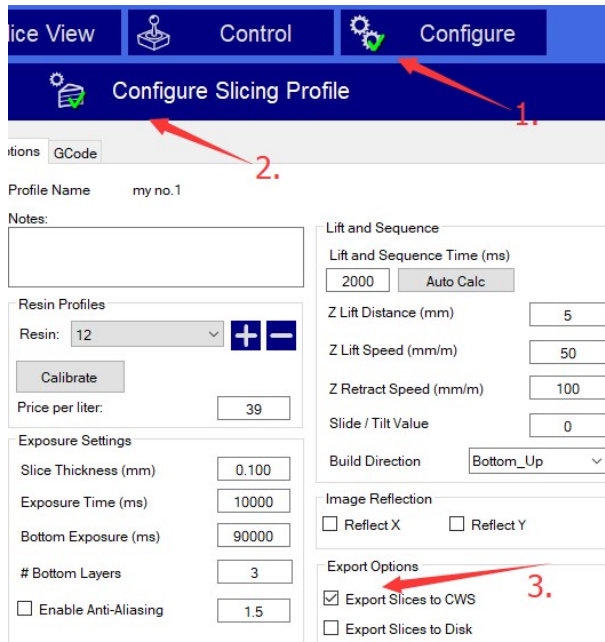 lice View Control Configure
1.
Configure Slicing Profile
2.
otions GCode
Profile Name my no.1
Notes:
Resin Profiles
Resin: 12
Calibrate
Price per liter: 39
Exposure Settings
Slice Thickness (mm) 0.100
Exposure Time (ms) 10000
Bottom Exposure (ms) 90000
# Bottom Layers 3
Enable Anti-Aliasing 1.5
Lift and Sequence
Lift and Sequence Time (ms)
2000 Auto Calc
Z Lift Distance (mm) 5
Z Lift Speed (mm/m) 50
Z Retract Speed (mm/m) 100
Slide / Tilt Value 0
Build Direction Bottom_Up
Image Reflection
Reflect X Reflect Y
Export Options
3.
Export Slices to CWS
Export Slices to Disk